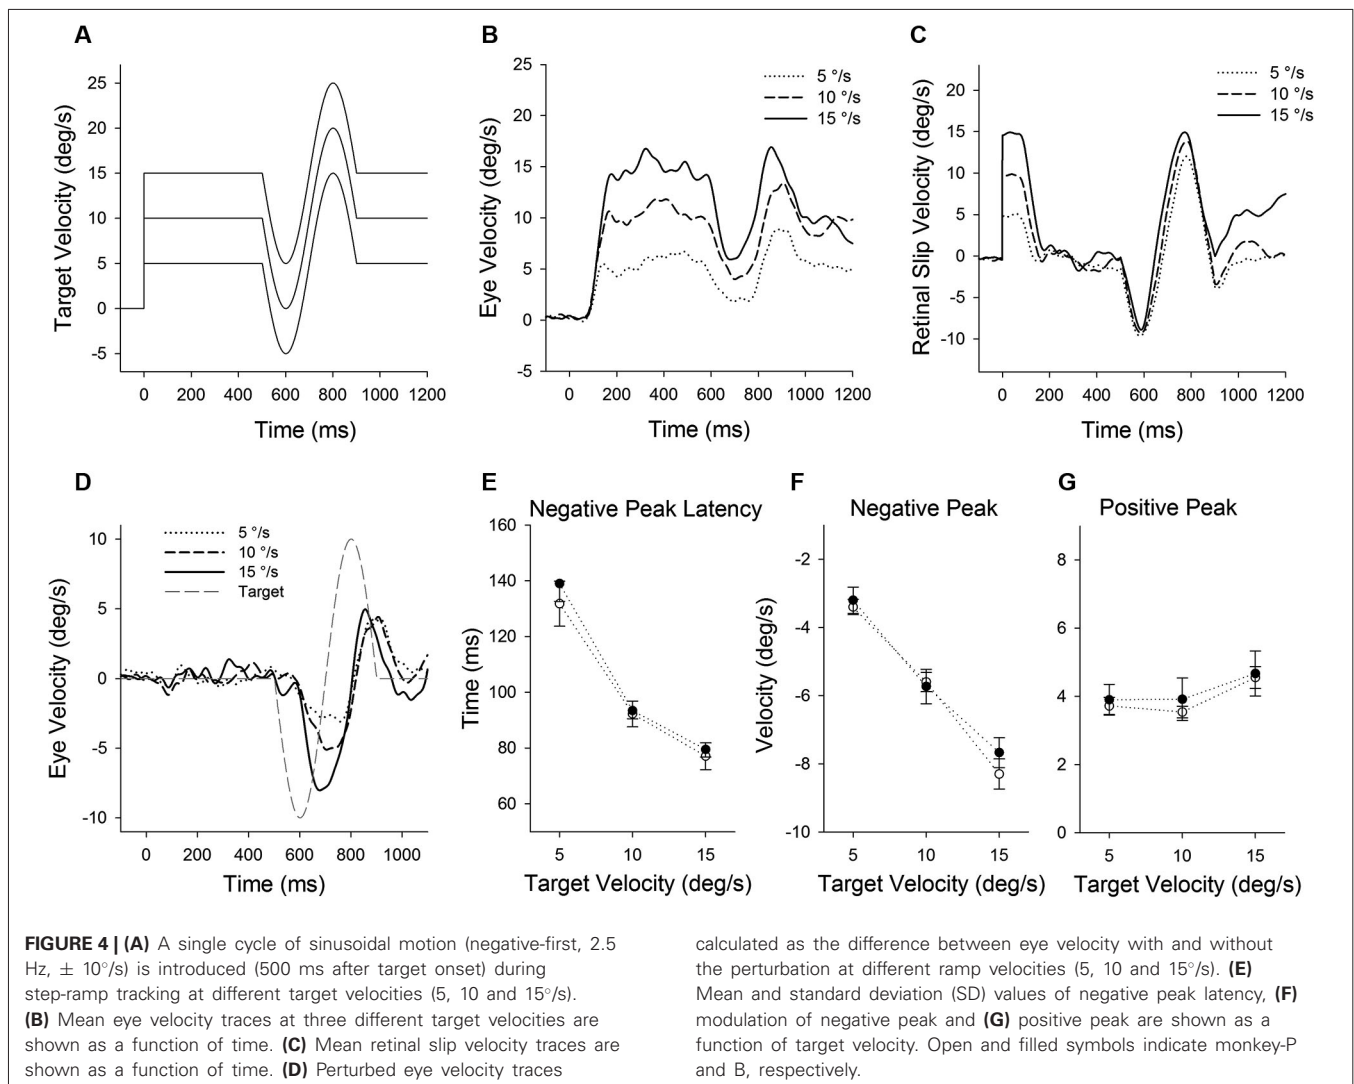 A
Target Velocity (deg/s)
25
20
15
10
5
0
-5
0 200 400 600 800 1000 1200
Time (ms)
B
Eye Velocity (deg/s)
25
20
15
10
5
0
-5
5 °/s
10 °/s
15 °/s
0 200 400 600 800 1000 1200
Time (ms)
C
Retinal Slip Velocity (deg/s)
20
15
10
5
0
-5
-10
5 °/s
10 °/s
15 °/s
0 200 400 600 800 1000 1200
Time (ms)
D
Eye Velocity (deg/s)
10
5
0
-5
-10
5 °/s
10 °/s
15 °/s
Target
0 200 400 600 800 1000
Time (ms)
E
Negative Peak Latency
Time (ms)
160
140
120
100
80
60
5 10 15
Target Velocity (deg/s)
F
Negative Peak
Velocity (deg/s)
-2
-4
-6
-8
-10
5 10 15
Target Velocity (deg/s)
G
Positive Peak
8
6
4
2
0
5 10 15
Target Velocity (deg/s)
FIGURE 4 | (A) A single cycle of sinusoidal motion (negative-first, 2.5
Hz, ± 10°/s) is introduced (500 ms after target onset) during
step-ramp tracking at different target velocities (5, 10 and 15°/s).
(B) Mean eye velocity traces at three different target velocities are
shown as a function of time. (C) Mean retinal slip velocity traces are
shown as a function of time. (D) Perturbed eye velocity traces
calculated as the difference between eye velocity with and without
the perturbation at different ramp velocities (5, 10 and 15°/s). (E)
Mean and standard deviation (SD) values of negative peak latency, (F)
modulation of negative peak and (G) positive peak are shown as a
function of target velocity. Open and filled symbols indicate monkey-P
and B, respectively.